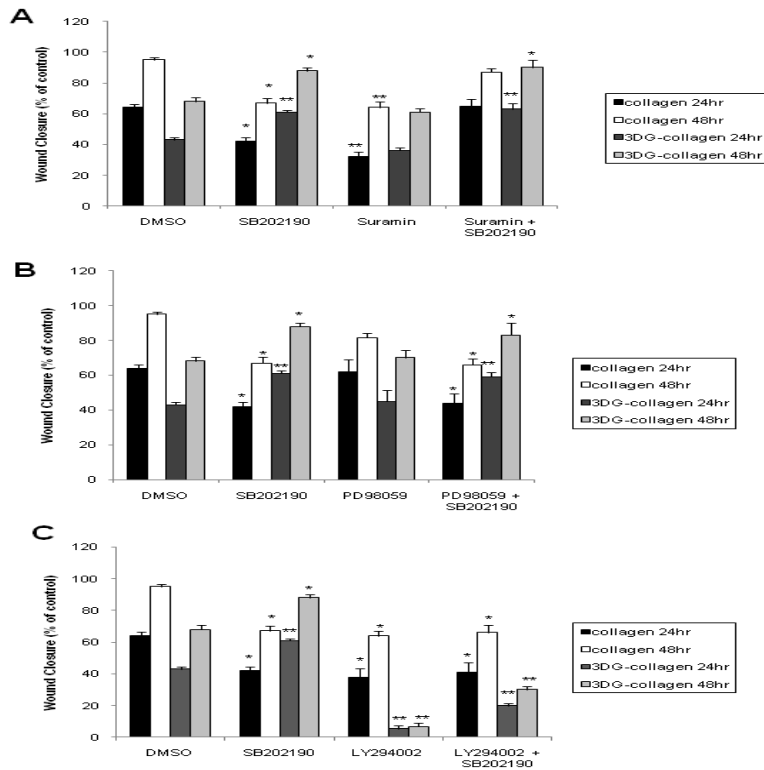 A
Wound Closure (% of control)
120
100
80
60
40
20
0
* * ** *
** **
** *
DMSO SB202190 Suramin Suramin +
SB202190
collagen 24hr
collagen 48hr
3DG-collagen 24hr
3DG-collagen 48hr
B
Wound Closure (% of control)
120
100
80
60
40
20
0
* * ** *
* * ** *
DMSO SB202190 PD98059 PD98059 +
SB202190
collagen 24hr
collagen 48hr
3DG-collagen 24hr
3DG-collagen 48hr
C
Wound Closure (% of control)
120
100
80
60
40
20
0
* * ** *
* * ** **
* * ** **
DMSO SB202190 LY294002 LY294002 +
SB202190
collagen 24hr
collagen 48hr
3DG-collagen 24hr
3DG-collagen 48hr